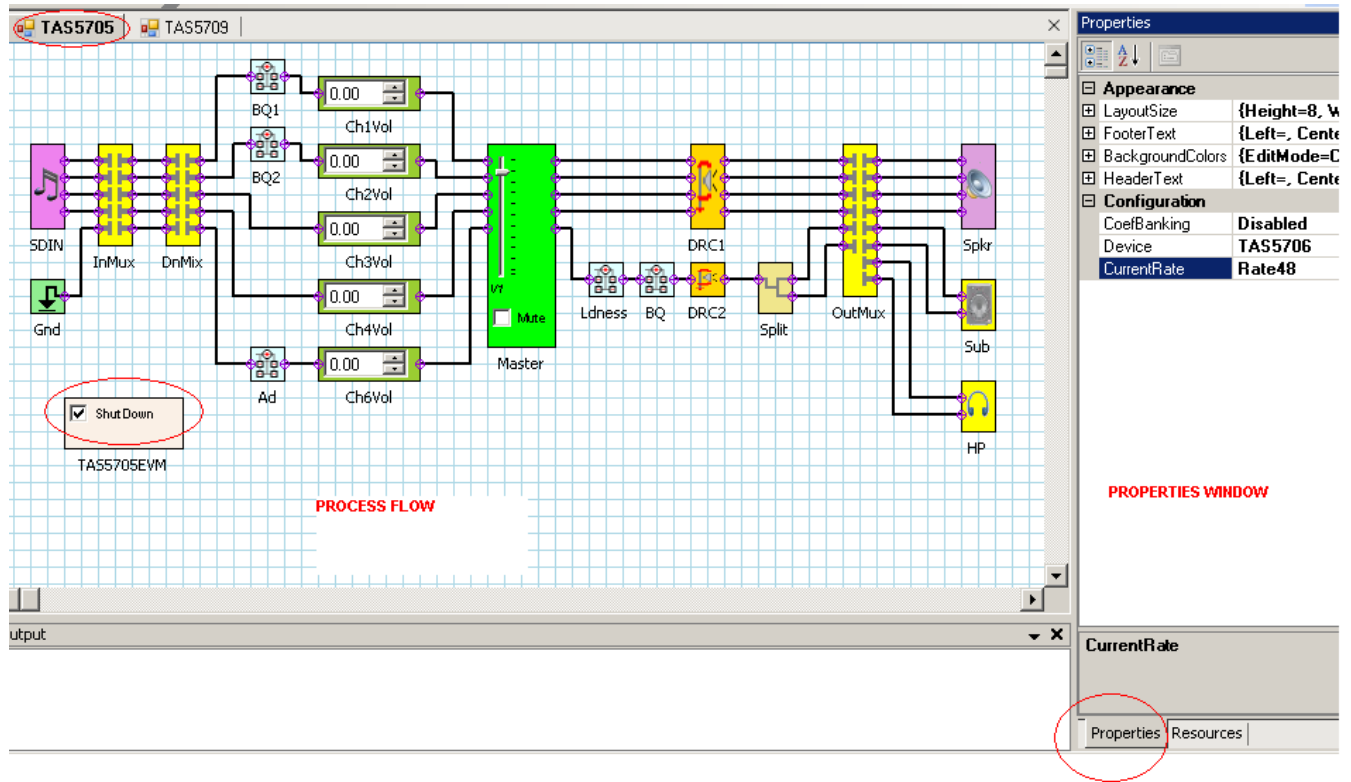 TAS5705 TAS5709
BQ1
0.00
Ch1Vol
BQ2
0.00
Ch2Vol
0.00
Ch3Vol
0.00
Ch4Vol
Ad
0.00
Ch6Vol
SDIN
InMux
DnMix
Gnd
Mute
Master
DRC1
Ldness
BQ
DRC2
Split
OutMux
Spkr
Sub
HP
ShutDown
TAS5705EVM
PROCESS FLOW
utput
Properties
Appearance
LayoutSize {Height=8, W
FooterText {Left=, Cente
BackgroundColors {EditMode=C
HeaderText {Left=, Cente
Configuration
CoefBanking Disabled
Device TAS5706
CurrentRate Rate48
PROPERTIES WINDOW
CurrentRate
Properties Resources